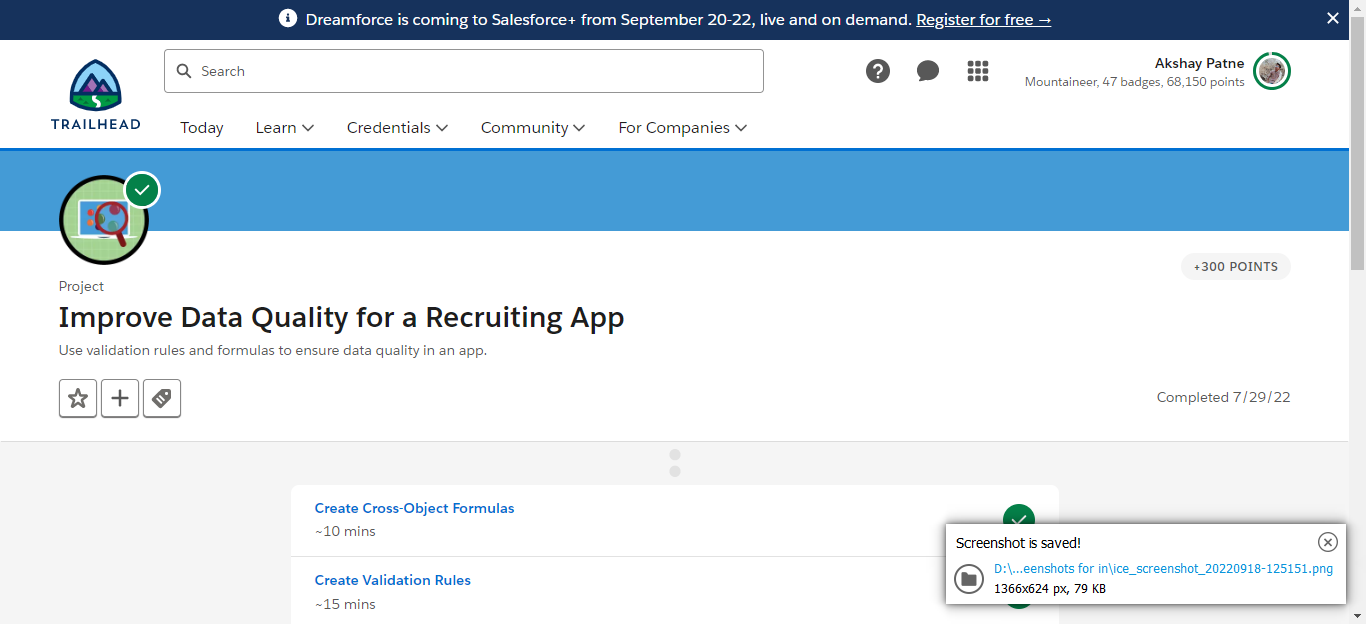 Dreamforce is coming to Salesforce+ from September 20-22, live and on demand. Register for free →
TRAILHEAD
Search
Akshay Patne
Mountaineer, 47 badges, 68,150 points
Today
Learn
Credentials
Community
For Companies
+300 POINTS
Project
Improve Data Quality for a Recruiting App
Use validation rules and formulas to ensure data quality in an app.
Completed 7/29/22
Create Cross-Object Formulas
~10 mins
Create Validation Rules
~15 mins
Screenshot is saved!
D:\...eenshots for in\ice_screenshot_20220918-125151.png
1366x624 px, 79 KB